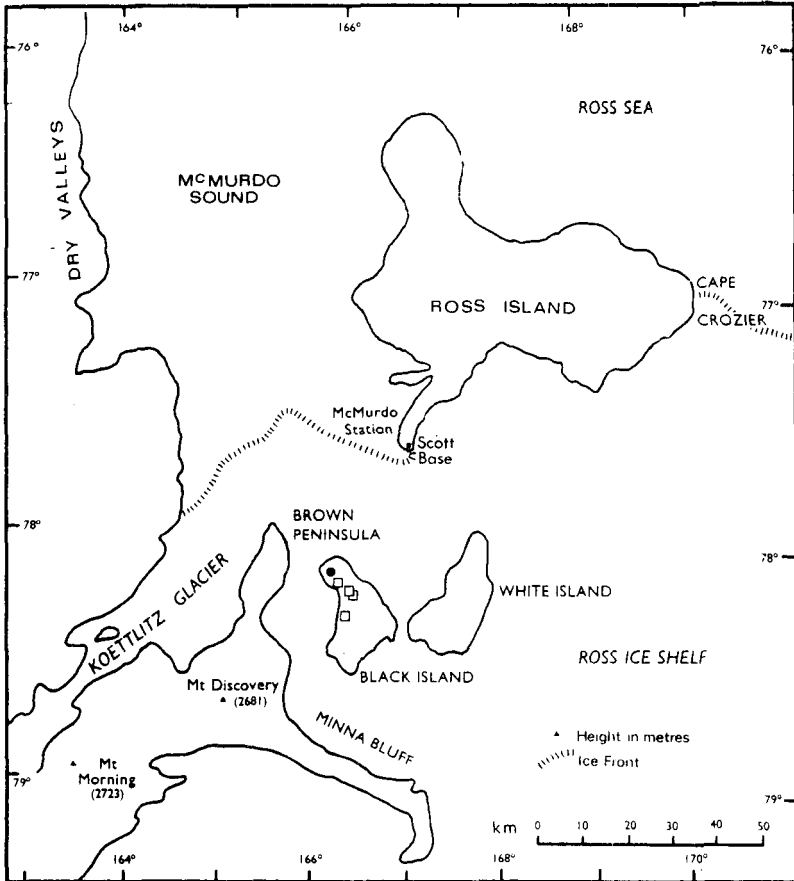 164°
166°
168°
76°
76°
ROSS SEA
DRY VALLEYS
McMURDO
SOUND
77°
CAPE
ROSS ISLAND
77°
CROZIER
McMurdo
Station
Scott
Base
78°
BROWN
PENINSULA
78°
KOETTLITZ GLACIER
WHITE ISLAND
ROSS ICE SHELF
BLACK ISLAND
Mt Discovery
(2681)
MINNA BLUFF
Height in metres
Ice Front
Mt
Morning
(2723)
79°
79°
km 0 10 20 30 40 50
164°
166°
168°
170°